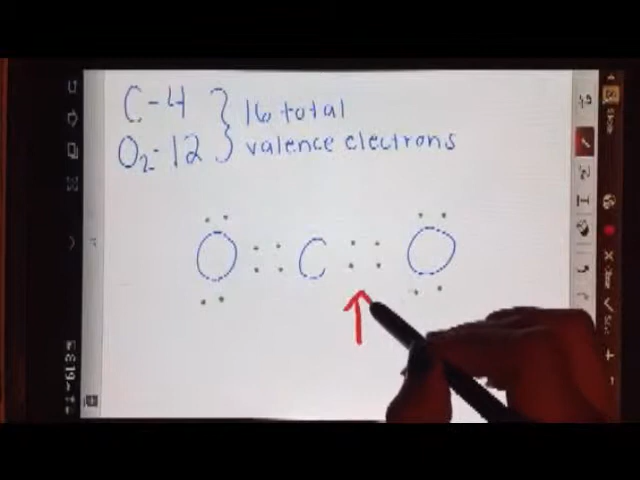 C-4 } 16 total
O2-12 } valence electrons
O :: C :: O